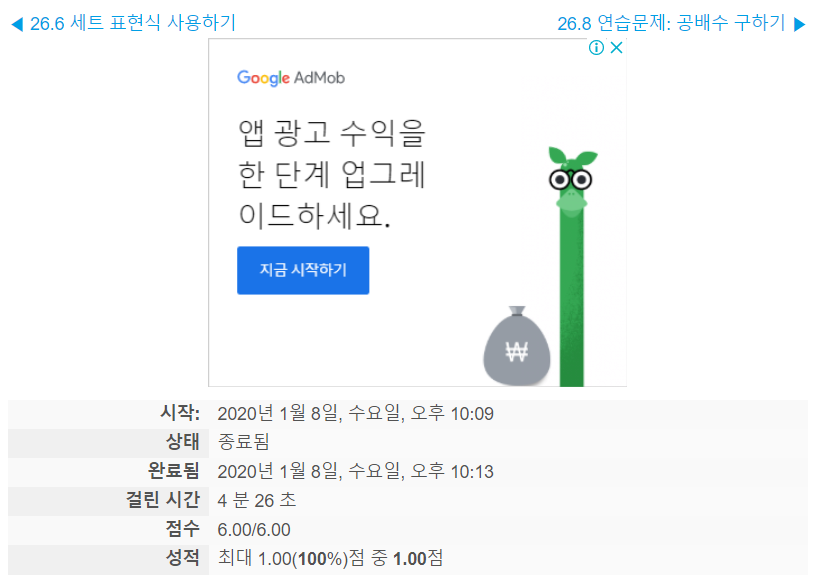 ◀ 26.6 세트 표현식 사용하기
26.8 연습문제: 공배수 구하기 ▶
Google AdMob
앱 광고 수익을
한 단계 업그레
이드하세요.
지금 시작하기
₩
시작: 2020년 1월 8일, 수요일, 오후 10:09
상태 종료됨
완료됨 2020년 1월 8일, 수요일, 오후 10:13
걸린 시간 4 분 26 초
점수 6.00/6.00
성적 최대 1.00(100%)점 중 1.00점